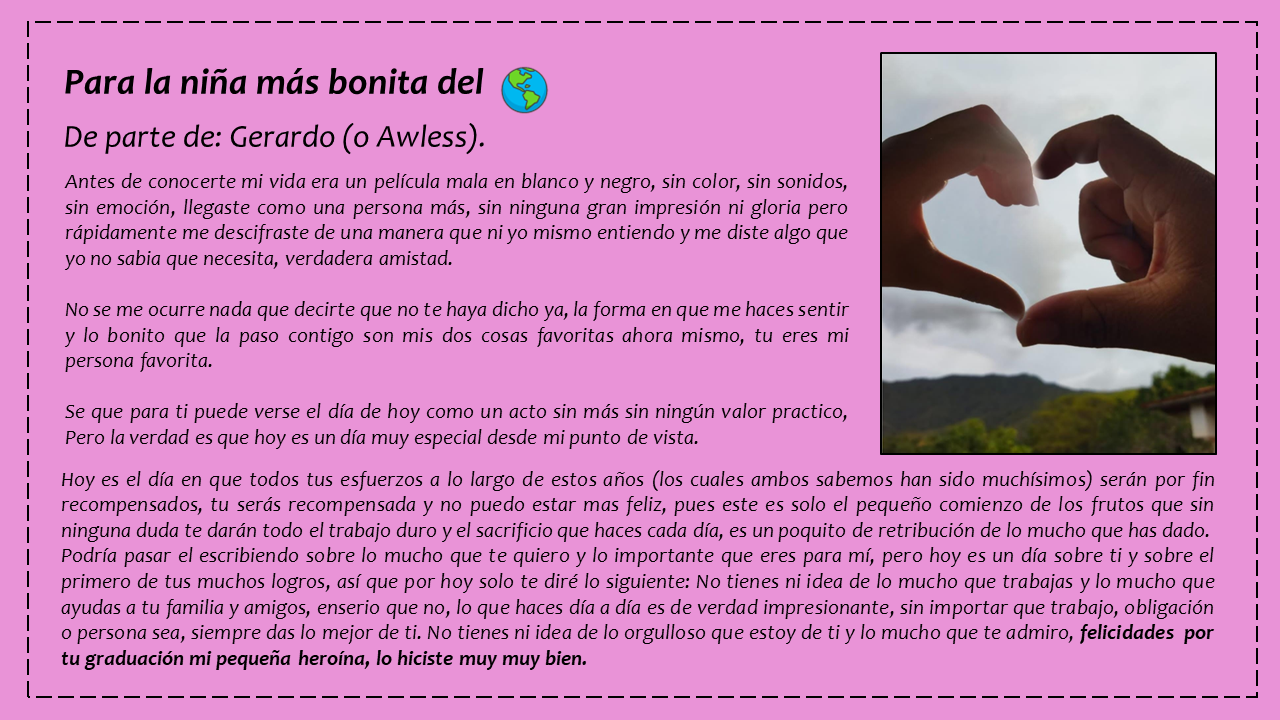 Para la niña más bonita del
De parte de: Gerardo (o Awless).
Antes de conocerte mi vida era un película mala en blanco y negro, sin color, sin sonidos,
sin emoción, llegaste como una persona más, sin ninguna gran impresión ni gloria pero
rápidamente me descifraste de una manera que ni yo mismo entiendo y me diste algo que
yo no sabia que necesita, verdadera amistad.
No se me ocurre nada que decirte que no te haya dicho ya, la forma en que me haces sentir
y lo bonito que la paso contigo son mis dos cosas favoritas ahora mismo, tu eres mi
persona favorita.
Se que para ti puede verse el día de hoy como un acto sin más sin ningún valor practico,
Pero la verdad es que hoy es un día muy especial desde mi punto de vista.
Hoy es el día en que todos tus esfuerzos a lo largo de estos años (los cuales ambos sabemos han sido muchísimos) serán por fin
recompensados, tu serás recompensada y no puedo estar mas feliz, pues este es solo el pequeño comienzo de los frutos que sin
ninguna duda te darán todo el trabajo duro y el sacrificio que haces cada día, es un poquito de retribución de lo mucho que has dado.
Podría pasar el escribiendo sobre lo mucho que te quiero y lo importante que eres para mí, pero hoy es un día sobre ti y sobre el
primero de tus muchos logros, así que por hoy solo te diré lo siguiente: No tienes ni idea de lo mucho que trabajas y lo mucho que
ayudas a tu familia y amigos, enserio que no, lo que haces día a día es de verdad impresionante, sin importar que trabajo, obligación
o persona sea, siempre das lo mejor de ti. No tienes ni idea de lo orgulloso que estoy de ti y lo mucho que te admiro, felicidades por
tu graduación mi pequeña heroína, lo hiciste muy muy bien.